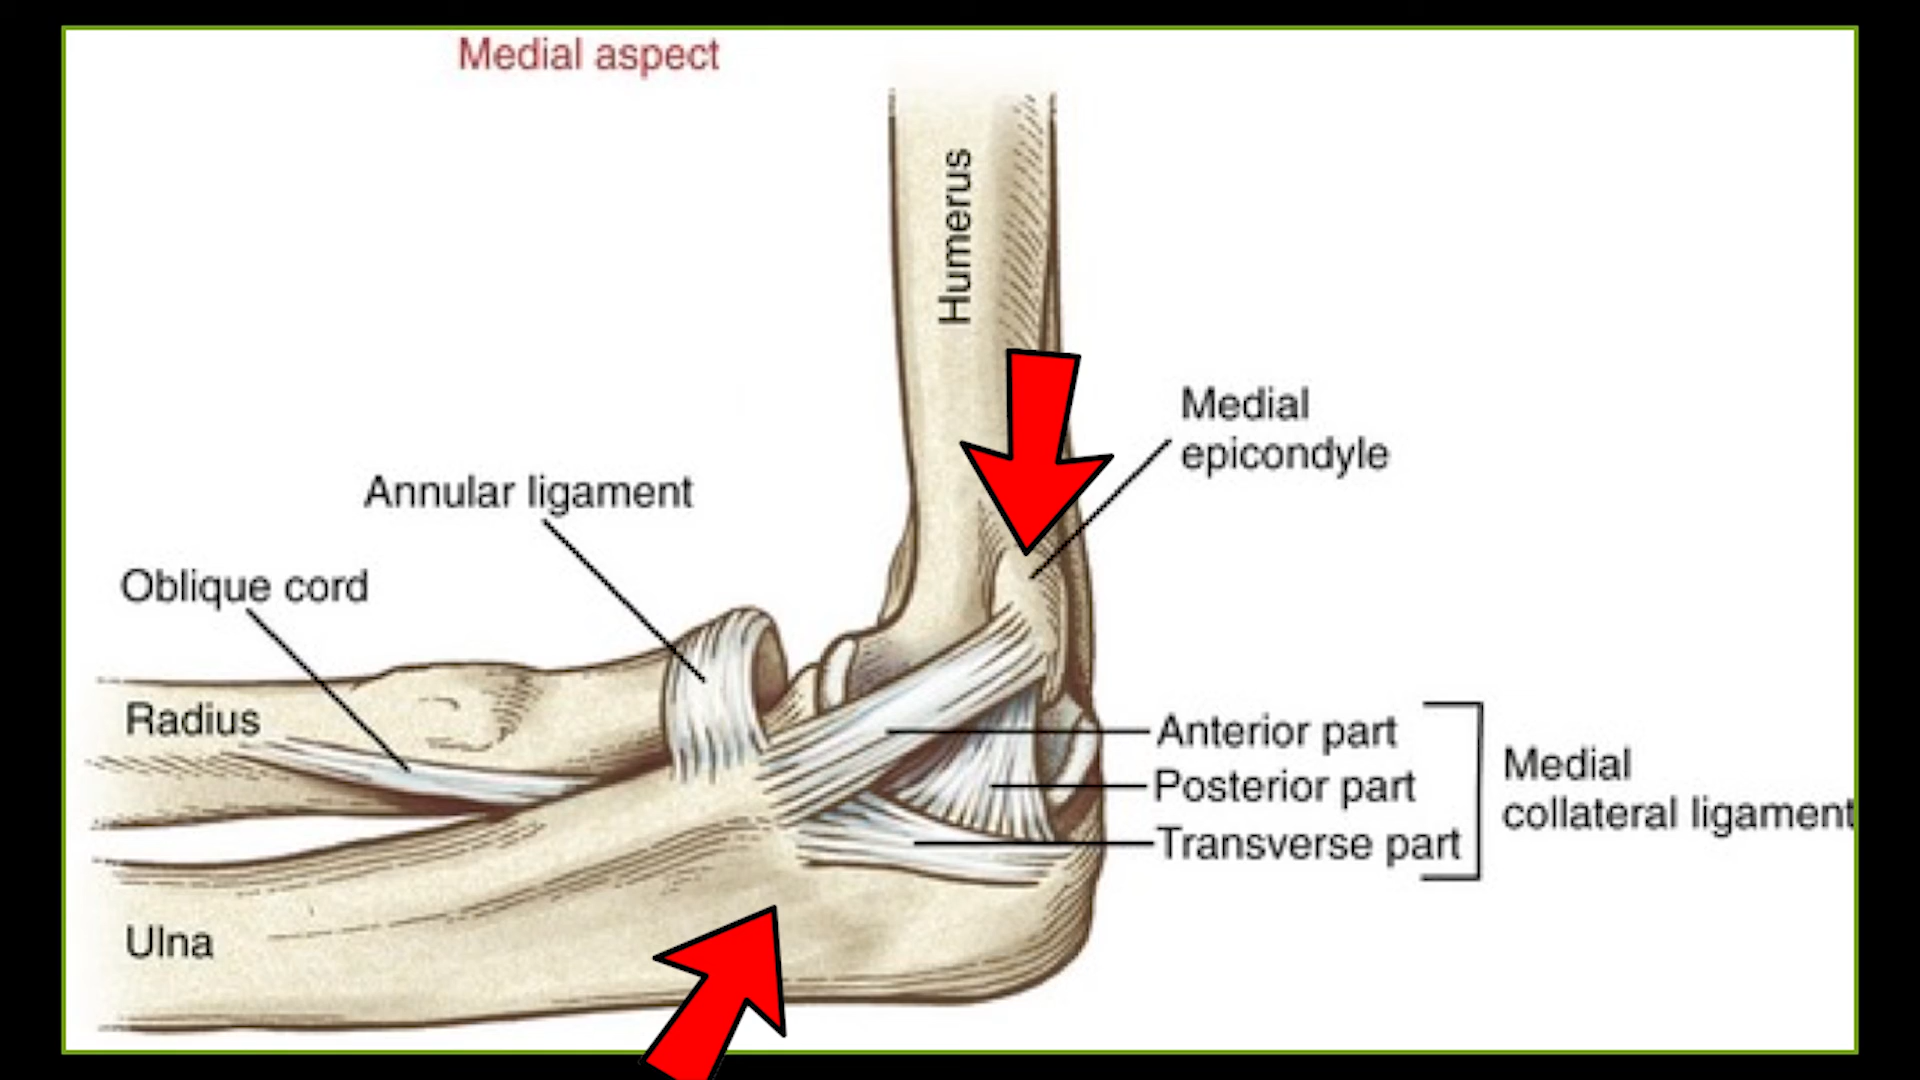 Medial aspect
Humerus
Medial
epicondyle
Annular ligament
Oblique cord
Radius
Anterior part
Posterior part
Transverse part
Medial
collateral ligament
Ulna